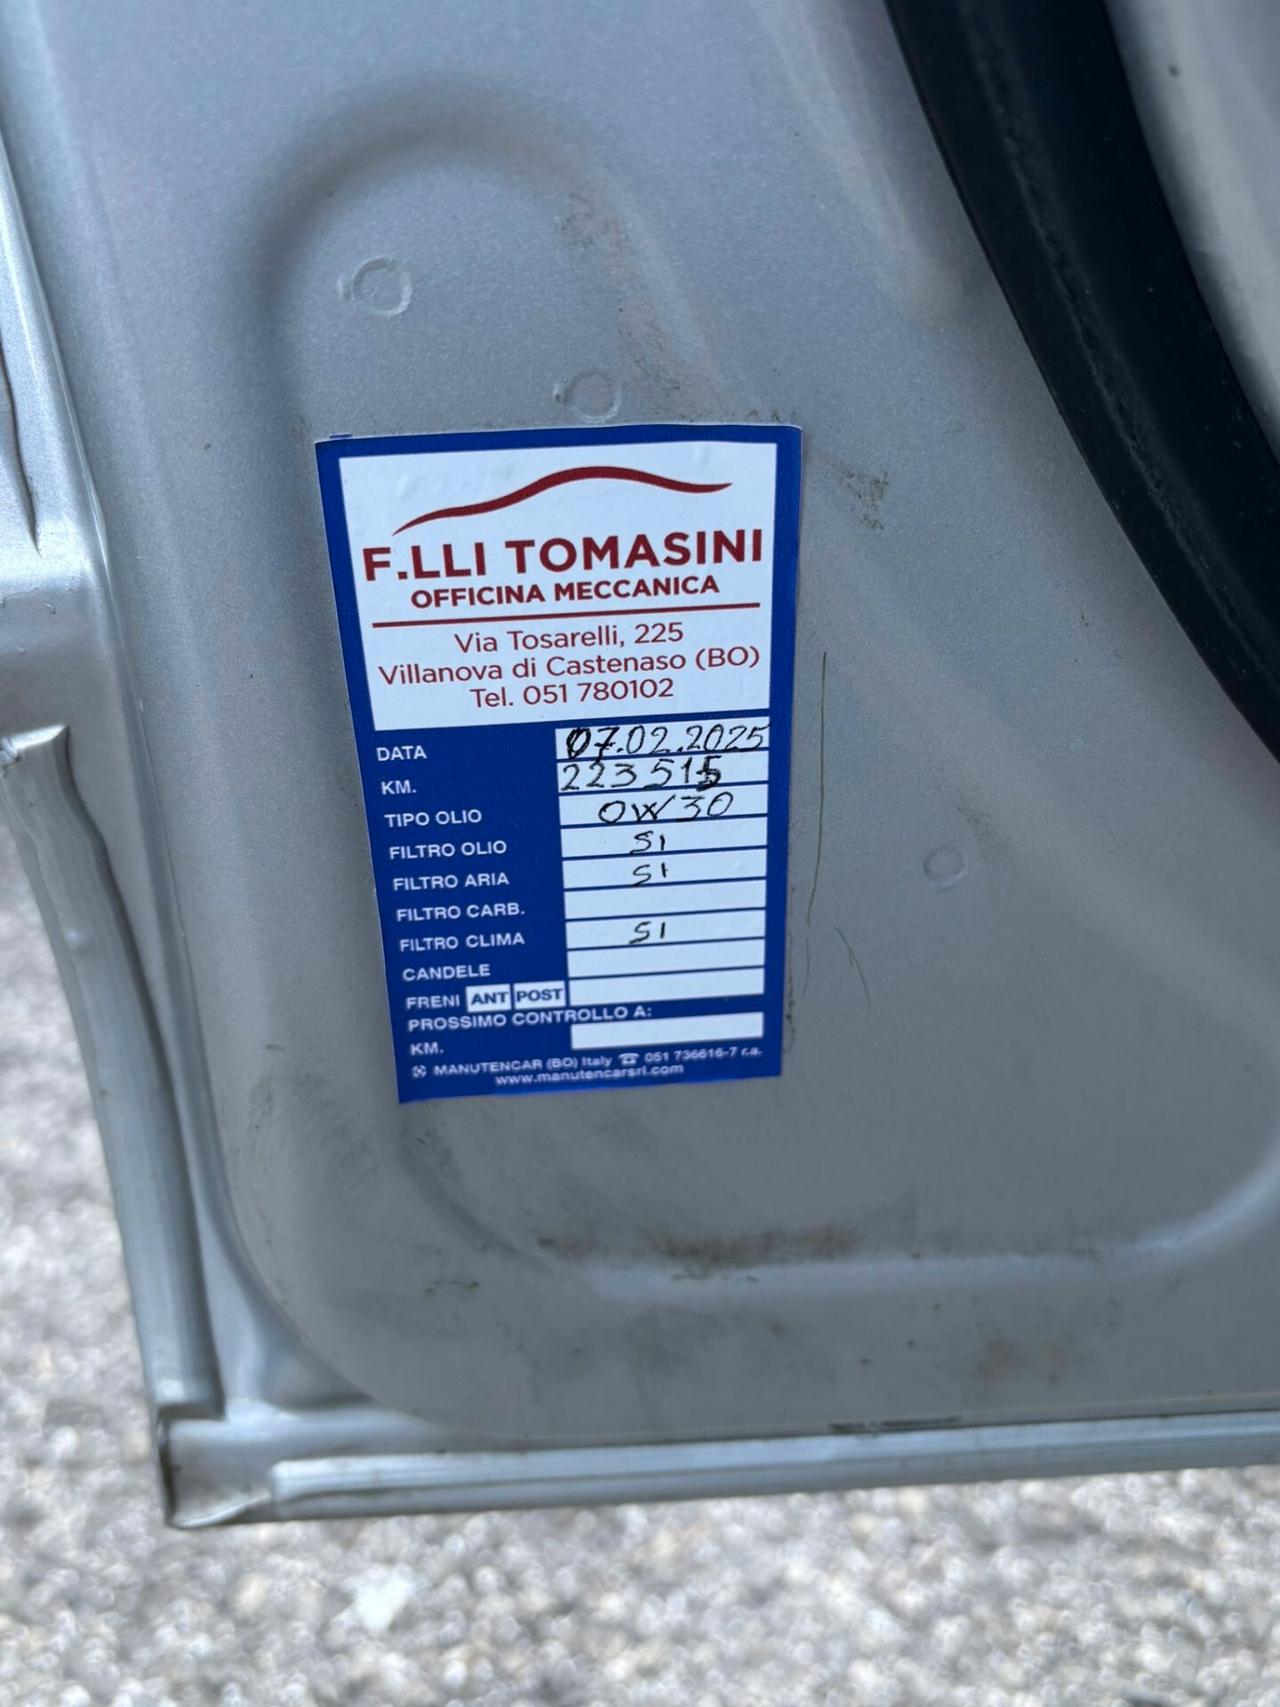 F.LLI TOMASINI
OFFICINA MECCANICA
Via Tosarelli, 225
Villanova di Castenaso (BO)
Tel. 051 780102
DATA 07.02.2025
KM. 223515
TIPO OLIO 0W30
FILTRO OLIO SI
FILTRO ARIA SI
FILTRO CARB.
FILTRO CLIMA SI
CANDELE
FRENI ANT POST
PROSSIMO CONTROLLO A:
KM.
MANUTENCAR (BO) Italy ☎ 051 736616-7 r.a.
www.manutencarsrl.com